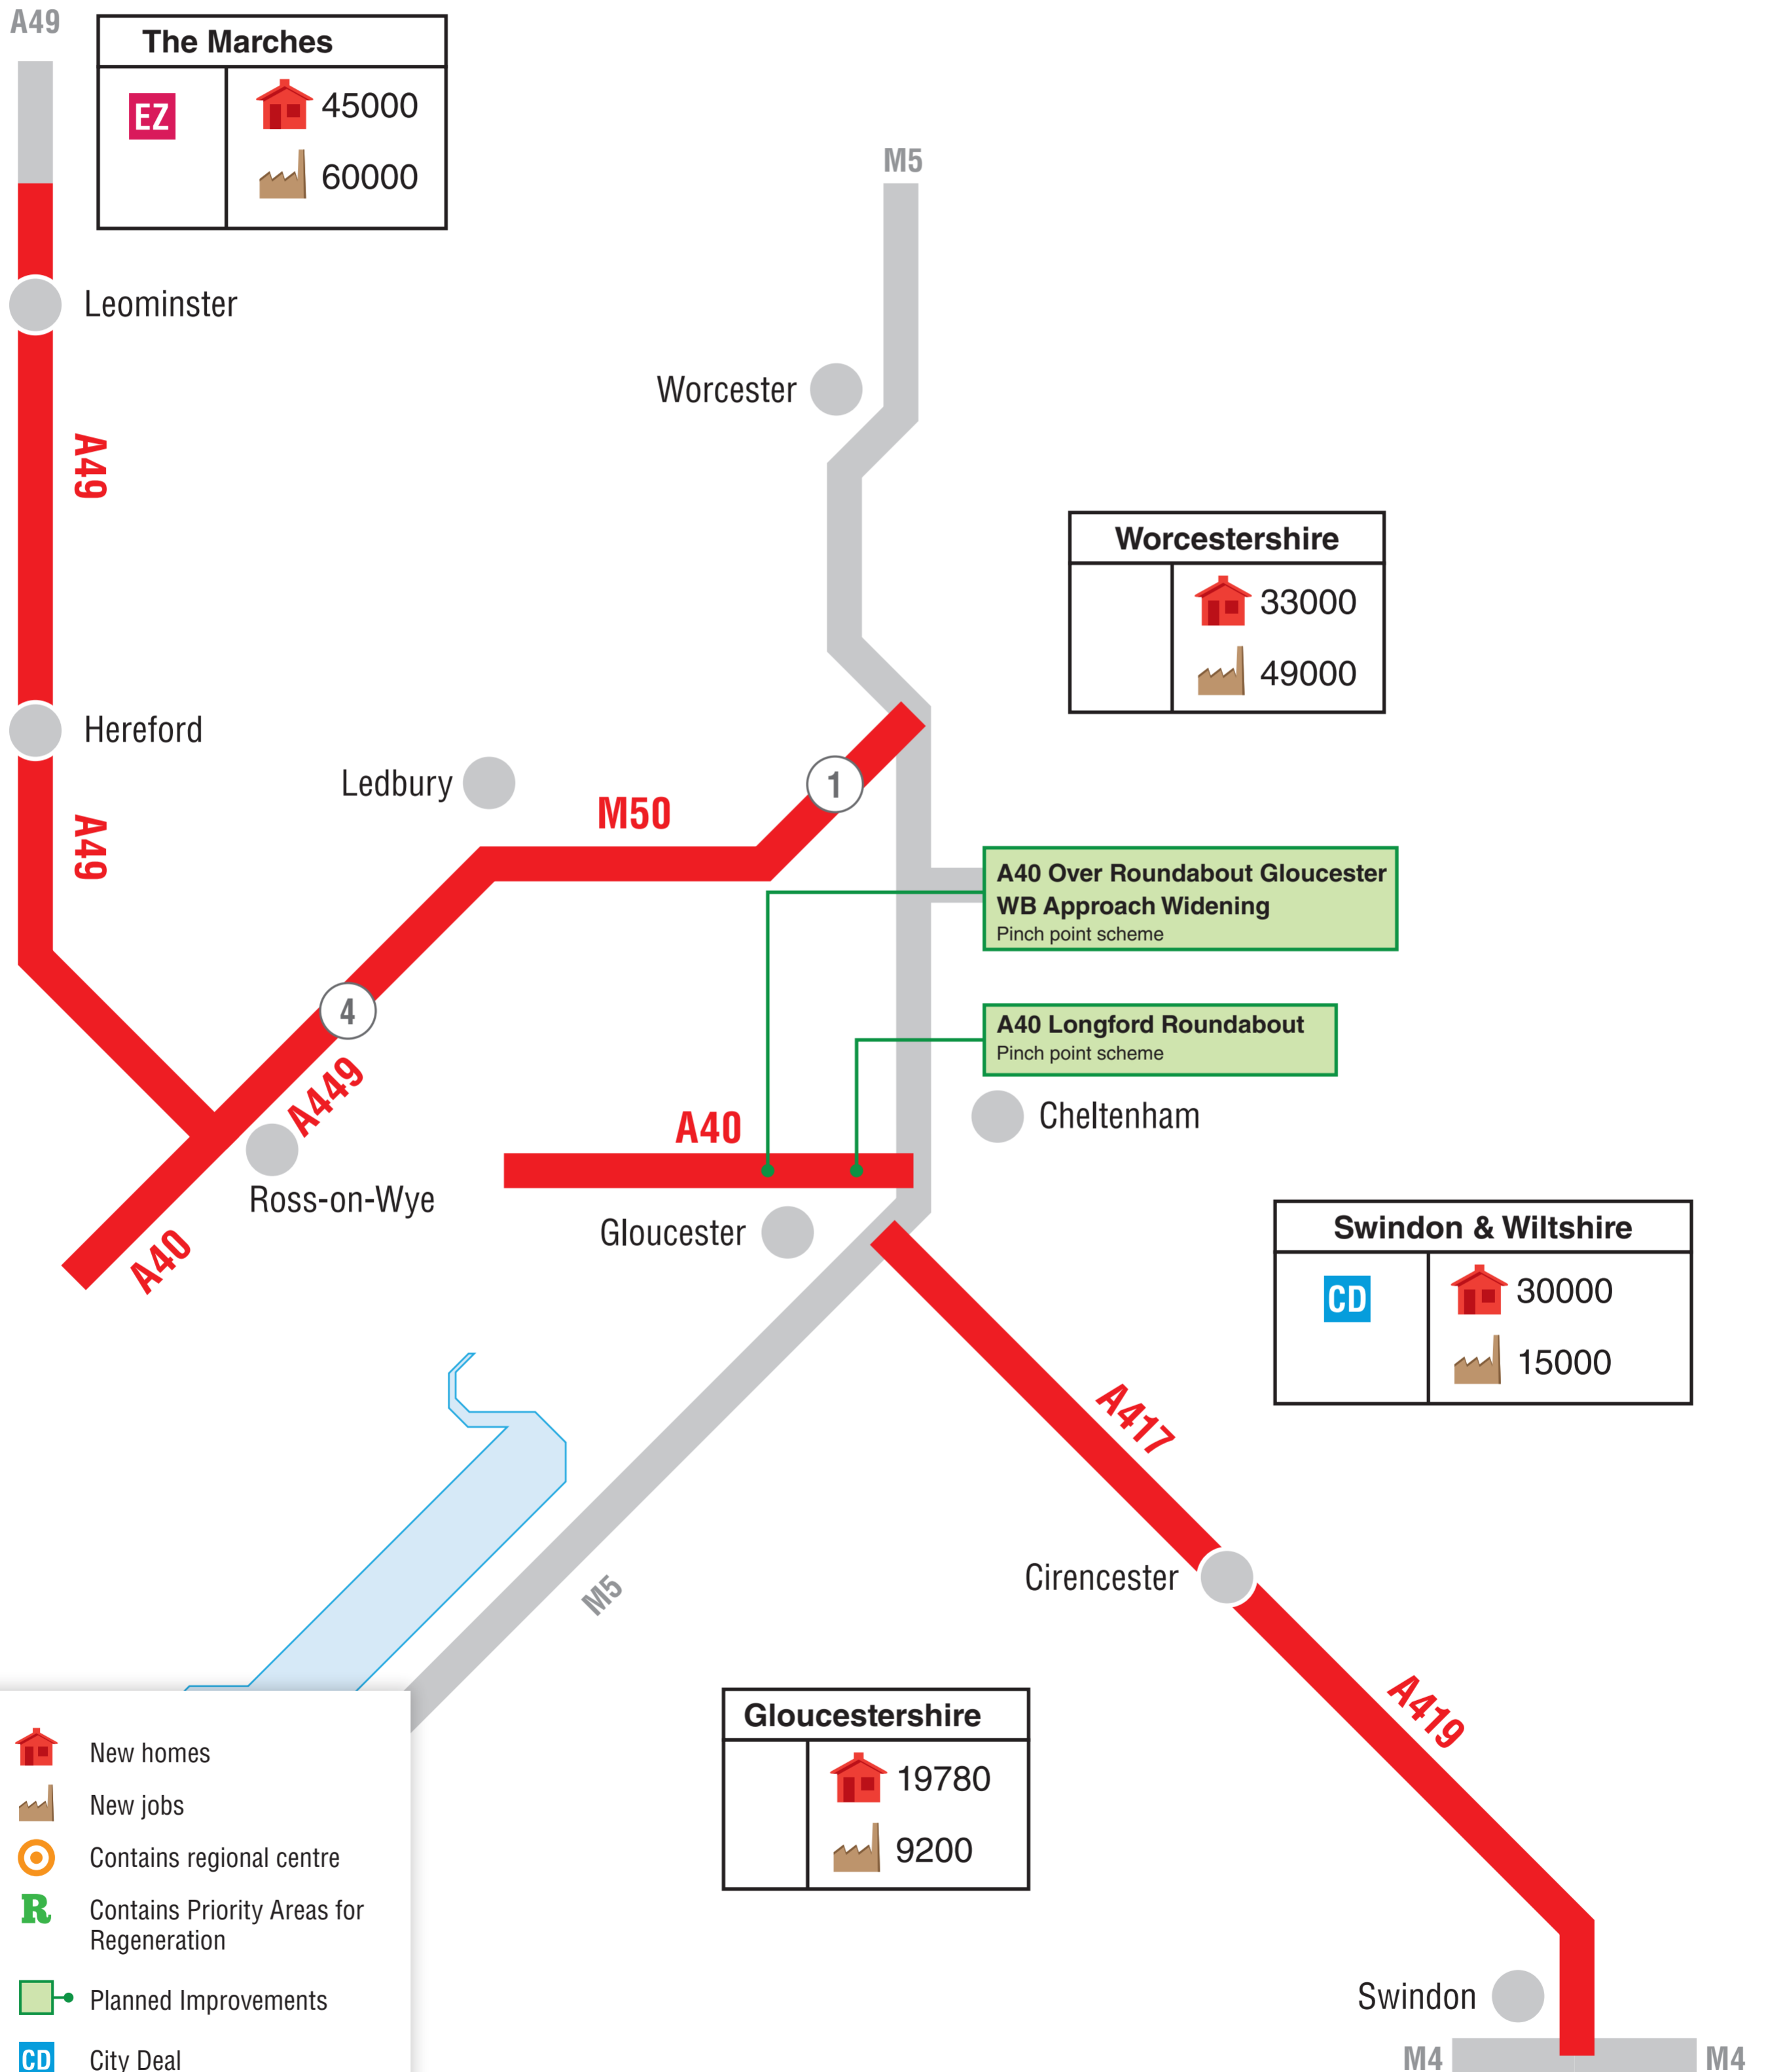 A49
The Marches
EZ
45000
60000
M5
Leominster
Worcester
A49
Worcestershire
33000
49000
Hereford
Ledbury
M50
1
A49
A40 Over Roundabout Gloucester
WB Approach Widening
Pinch point scheme
4
A40 Longford Roundabout
Pinch point scheme
A449
A40
Cheltenham
Ross-on-Wye
Gloucester
A40
Swindon & Wiltshire
CD
30000
15000
A417
Cirencester
M5
A419
Gloucestershire
19780
9200
New homes
New jobs
Contains regional centre
R
Contains Priority Areas for
Regeneration
Planned Improvements
CD
City Deal
Swindon
M4
M4